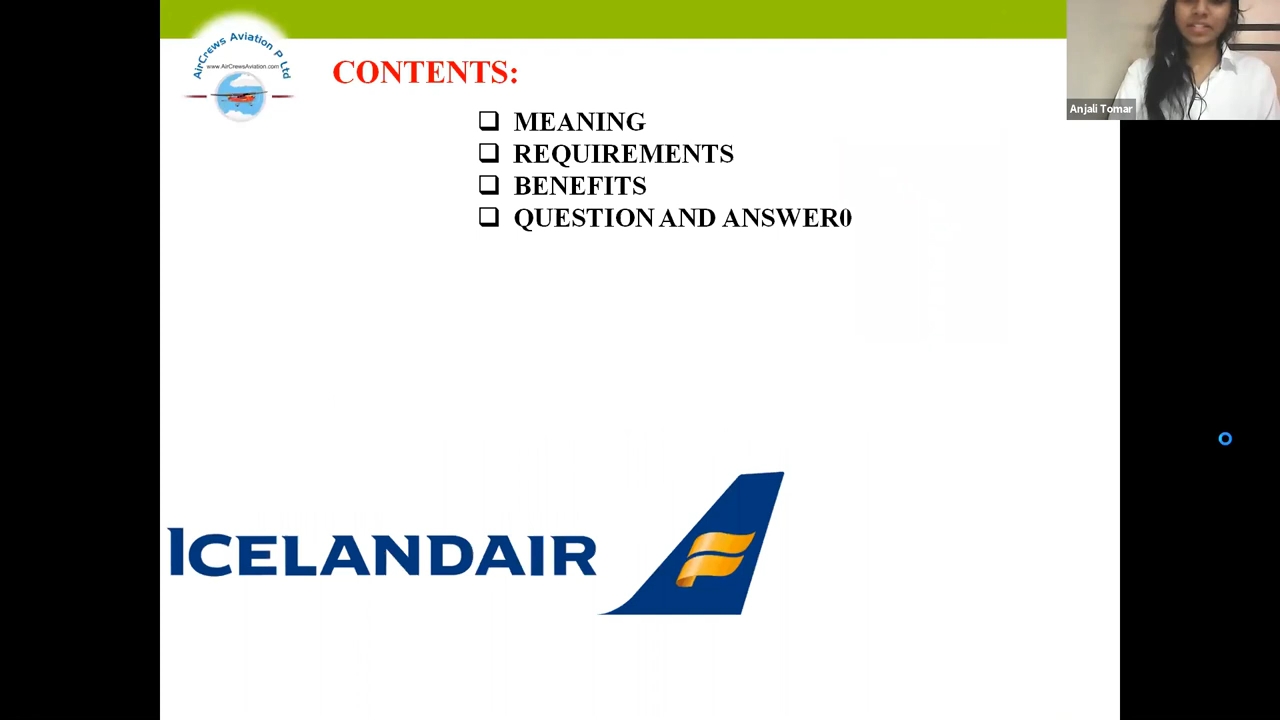 AirCrews Aviation P Ltd
www.AirCrewsAviation.com
CONTENTS:
Anjali Tomar
❑ MEANING
❑ REQUIREMENTS
❑ BENEFITS
❑ QUESTION AND ANSWER0
ICELANDAIR